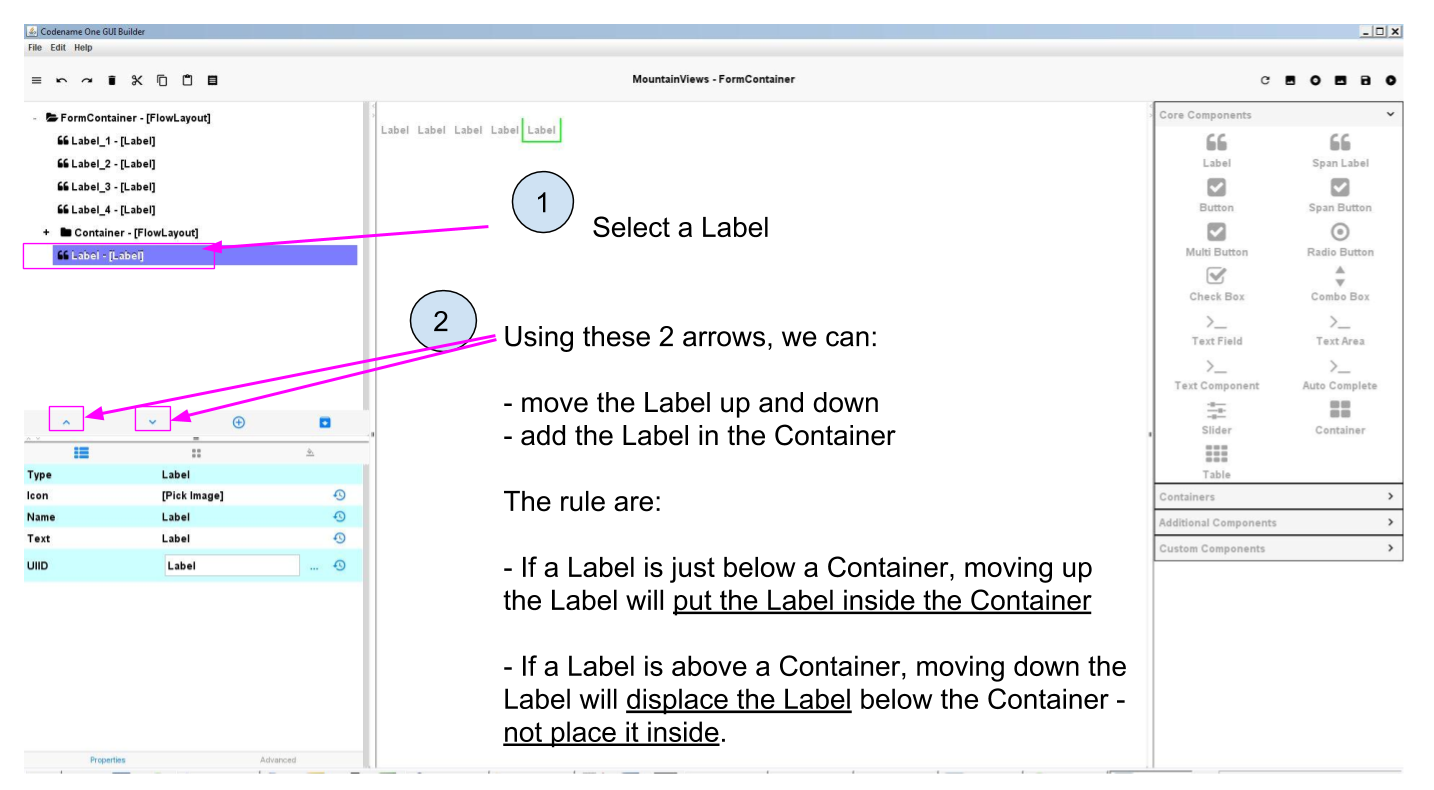 Codename One GUI Builder
File Edit Help
MountainViews - FormContainer
- FormContainer - [FlowLayout]
Label_1 - [Label]
Label_2 - [Label]
Label_3 - [Label]
Label_4 - [Label]
+ Container - [FlowLayout]
Label - [Label]
Type Label
Icon [Pick Image]
Name Label
Text Label
UIID Label ...
Properties Advanced
Label Label Label Label Label
1
Select a Label
2
Using these 2 arrows, we can:
- move the Label up and down
- add the Label in the Container
The rule are:
- If a Label is just below a Container, moving up
the Label will put the Label inside the Container
- If a Label is above a Container, moving down the
Label will displace the Label below the Container -
not place it inside.
Core Components
Label Span Label
Button Span Button
Multi Button Radio Button
Check Box Combo Box
Text Field Text Area
Text Component Auto Complete
Slider Container
Table
Containers
Additional Components
Custom Components